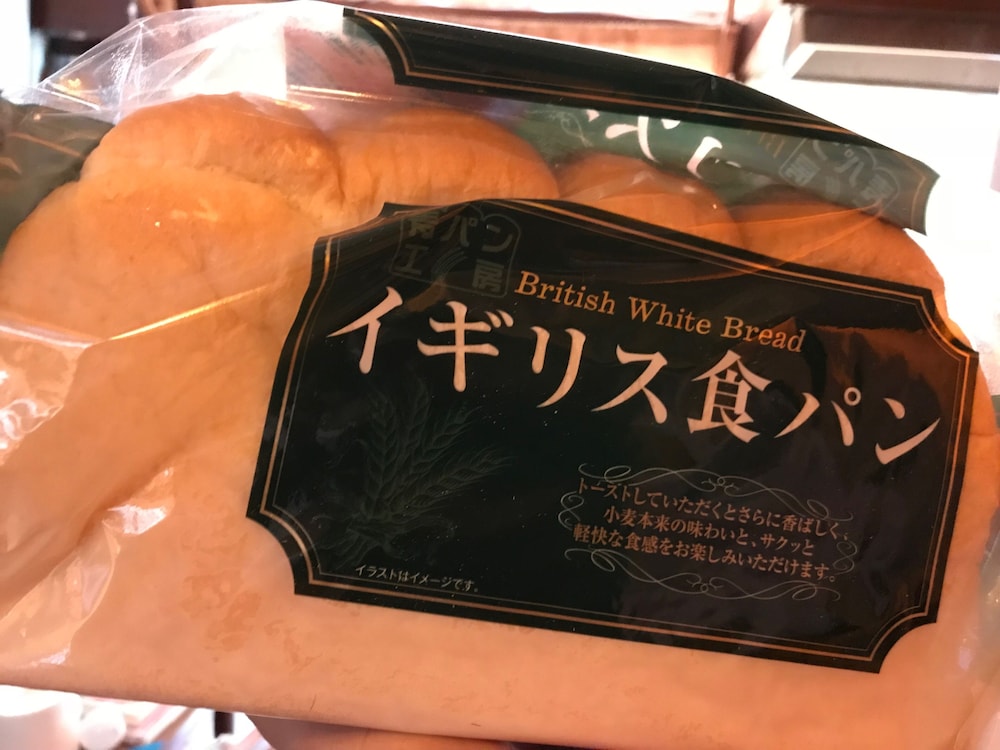 パン
工房
British White Bread
イギリス食パン
トーストしていただくとさらに香ばしく、
小麦本来の味わいと、サクッと
軽快な食感をお楽しみいただけます。
イラストはイメージです。